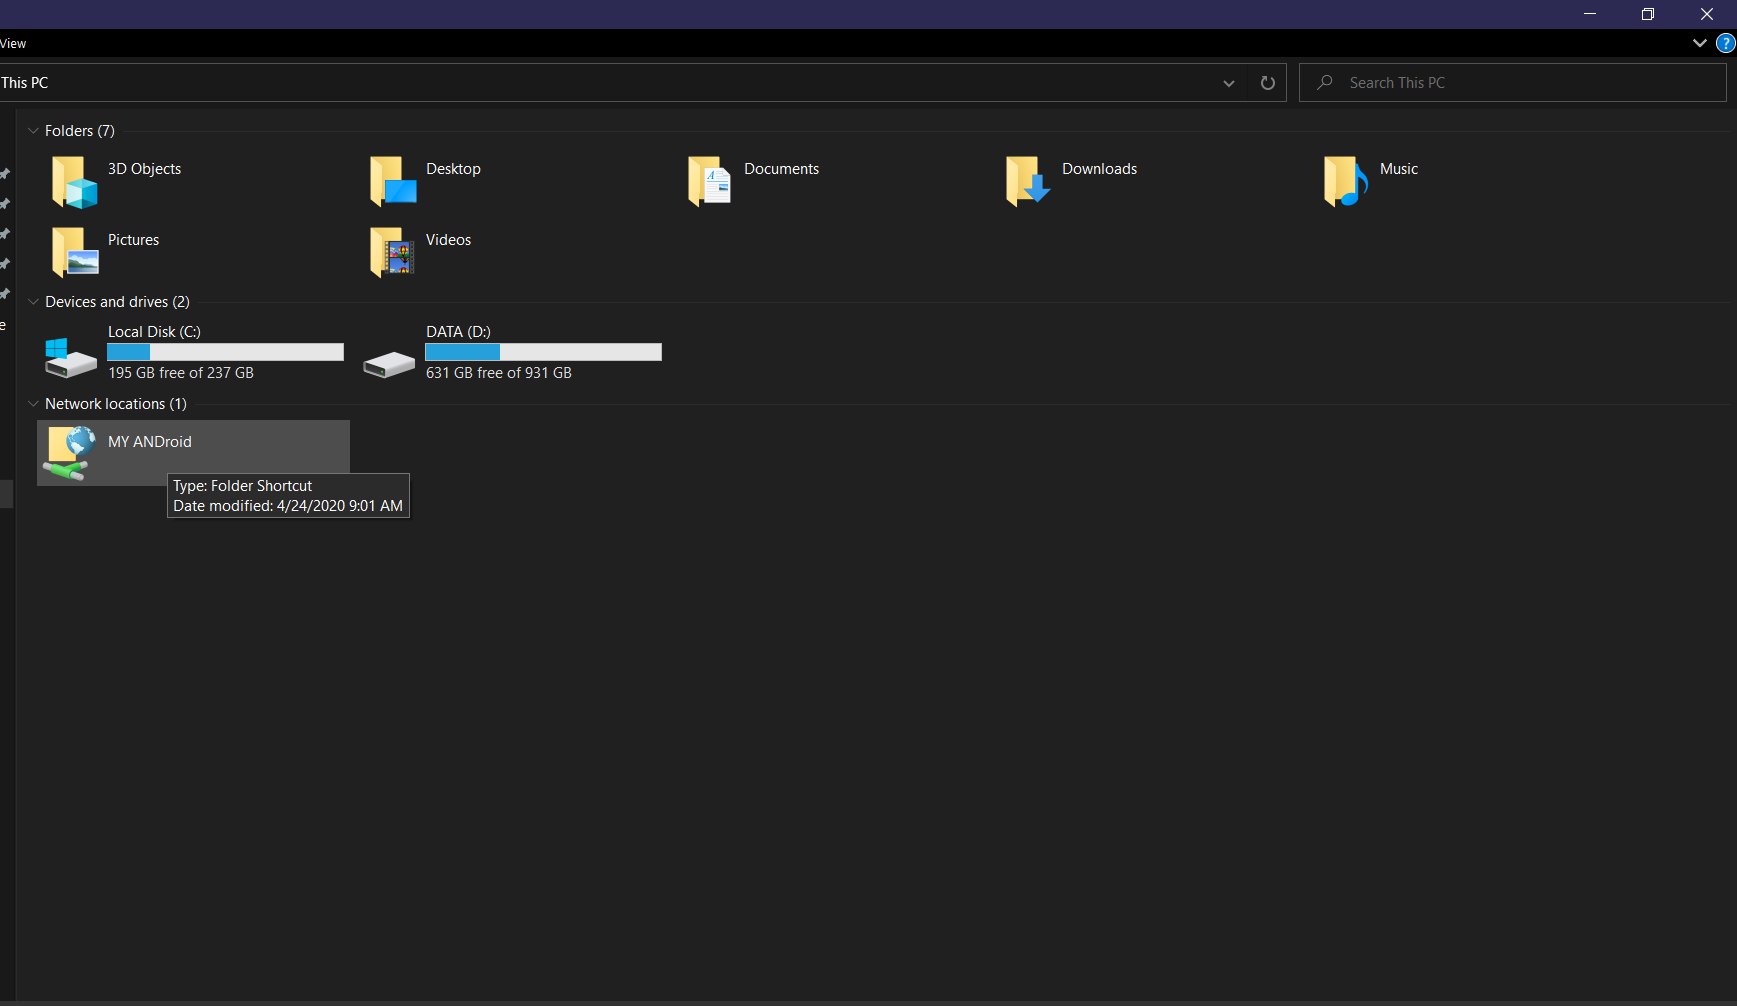 View
?
This PC
Search This PC
Folders (7)
3D Objects
Desktop
Documents
Downloads
Music
Pictures
Videos
Devices and drives (2)
e
Local Disk (C:)
DATA (D:)
195 GB free of 237 GB
631 GB free of 931 GB
Network locations (1)
MY ANDroid
Type: Folder Shortcut
Date modified: 4/24/2020 9:01 AM